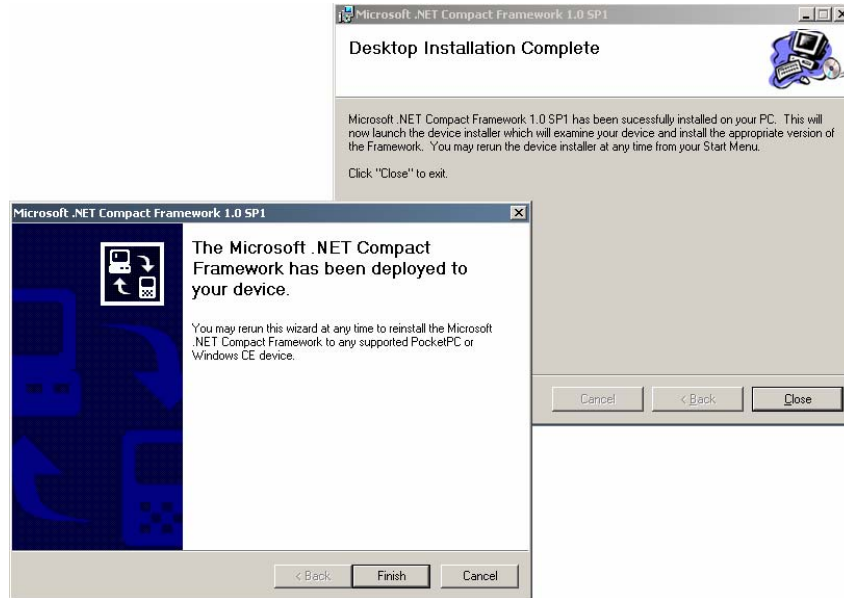 Microsoft .NET Compact Framework 1.0 SP1
Desktop Installation Complete
Microsoft .NET Compact Framework 1.0 SP1 has been sucessfully installed on your PC. This will
now launch the device installer which will examine your device and install the appropriate version of
the Framework. You may rerun the device installer at any time from your Start Menu.
Click "Close" to exit.
Cancel
< Back
Close
Microsoft .NET Compact Framework 1.0 SP1
The Microsoft .NET Compact
Framework has been deployed to
your device.
You may rerun this wizard at any time to reinstall the Microsoft
.NET Compact Framework to any supported PocketPC or
Windows CE device.
< Back
Finish
Cancel